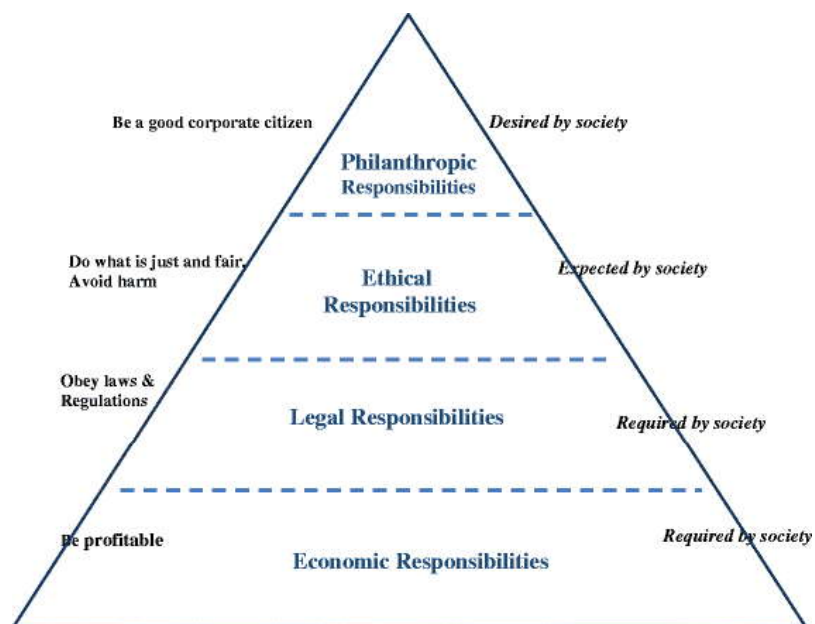 Be a good corporate citizen
Desired by society
Philanthropic
Responsibilities
Do what is just and fair,
Avoid harm
Expected by society
Ethical
Responsibilities
Obey laws &
Regulations
Legal Responsibilities
Required by society
Be profitable
Required by society
Economic Responsibilities